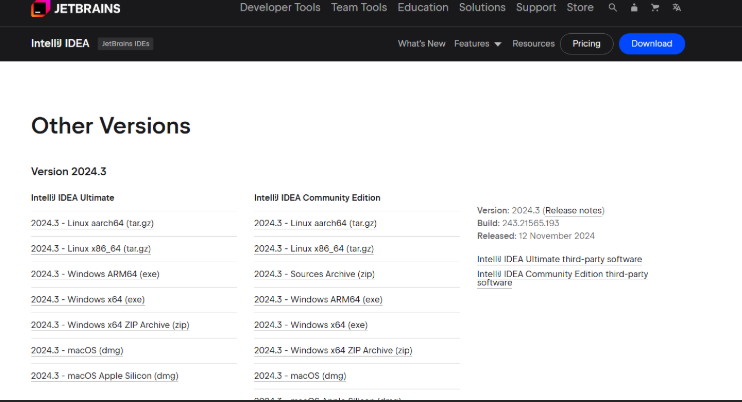 JETBRAINS
Developer Tools Team Tools Education Solutions Support Store
IntelliJ IDEA JetBrains IDEs
What's New Features Resources Pricing Download
Other Versions
Version 2024.3
IntelliJ IDEA Ultimate
2024.3 - Linux aarch64 (tar.gz)
2024.3 - Linux x86_64 (tar.gz)
2024.3 - Windows ARM64 (exe)
2024.3 - Windows x64 (exe)
2024.3 - Windows x64 ZIP Archive (zip)
2024.3 - macOS (dmg)
2024.3 - macOS Apple Silicon (dmg)
IntelliJ IDEA Community Edition
2024.3 - Linux aarch64 (tar.gz)
2024.3 - Linux x86_64 (tar.gz)
2024.3 - Sources Archive (zip)
2024.3 - Windows ARM64 (exe)
2024.3 - Windows x64 (exe)
2024.3 - Windows x64 ZIP Archive (zip)
2024.3 - macOS (dmg)
2024.3 - macOS Apple Silicon (dmg)
Version: 2024.3 (Release notes)
Build: 243.21565.193
Released: 12 November 2024
IntelliJ IDEA Ultimate third-party software
IntelliJ IDEA Community Edition third-party
software